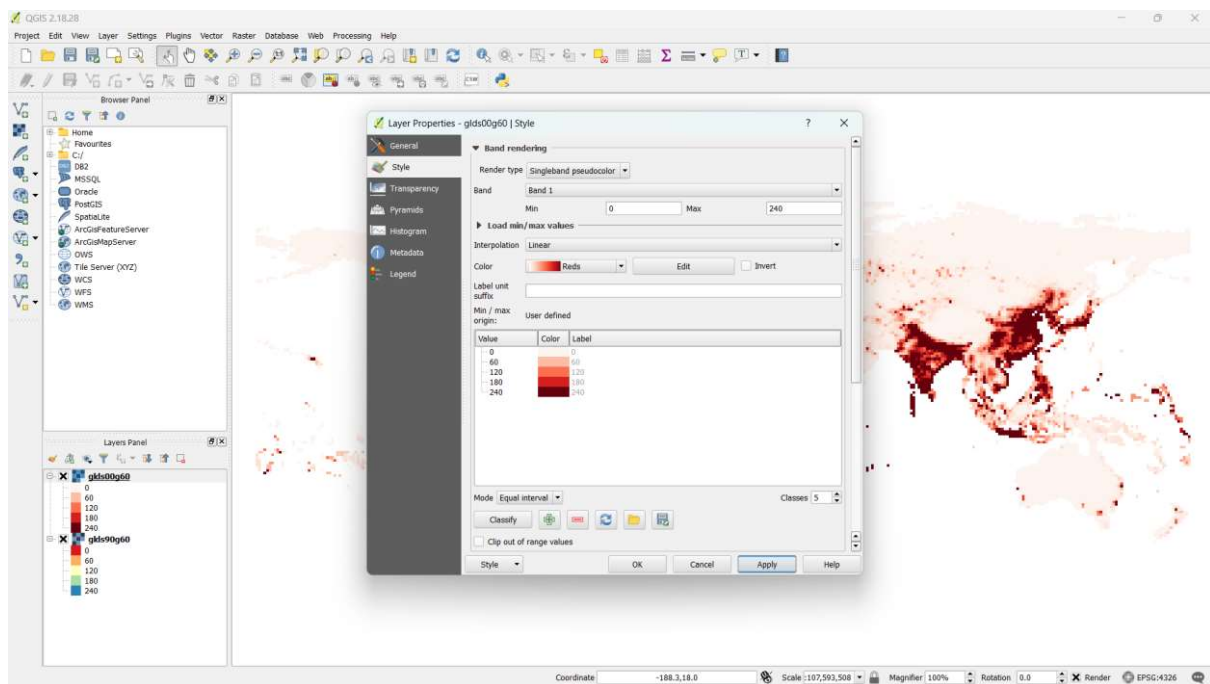 QGIS 2.18.28
Project Edit View Layer Settings Plugins Vector Raster Database Web Processing Help
Browser Panel
Home
Favourites
C:/
DB2
MSSQL
Oracle
PostGIS
SpatiaLite
ArcGisFeatureServer
ArcGisMapServer
OWS
Tile Server (XYZ)
WCS
WFS
WMS
Layers Panel
glds00g60
0
60
120
180
240
glds90g60
0
60
120
180
240
Layer Properties - glds00g60 | Style
General
Style
Transparency
Pyramids
Histogram
Metadata
Legend
Band rendering
Render type Singleband pseudocolor
Band Band 1
Min 0 Max 240
Load min/max values
Interpolation Linear
Color Reds Edit Invert
Label unit
suffix
Min / max
origin: User defined
Value Color Label
0 0
60 60
120 120
180 180
240 240
Mode Equal interval Classes 5
Classify
Clip out of range values
Style OK Cancel Apply Help
Coordinate -188.3,18.0 Scale :107,593,508 Magnifier 100% Rotation 0.0 Render EPSG:4326